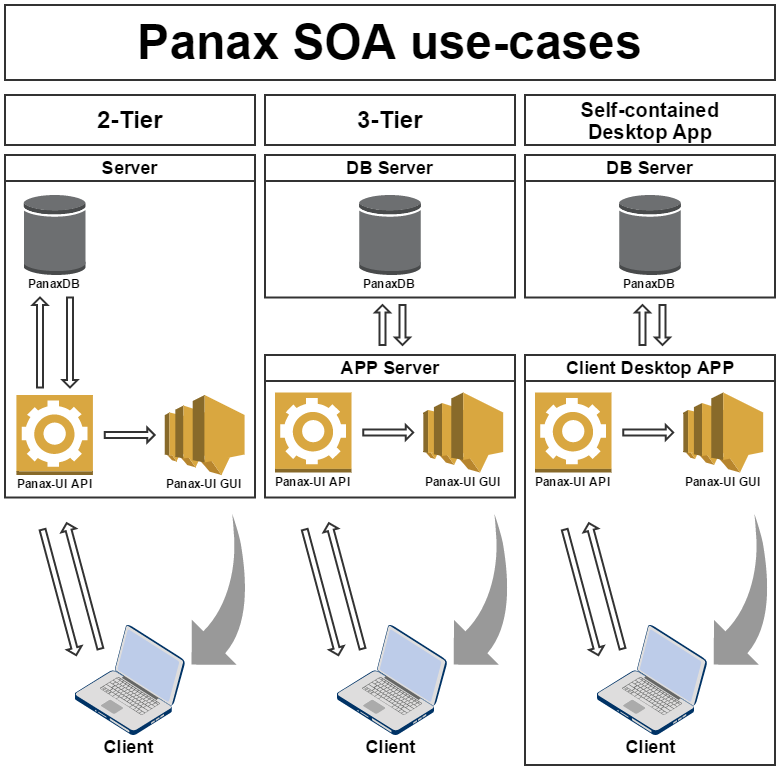 Panax SOA use-cases
2-Tier
3-Tier
Self-contained
Desktop App
Server
PanaxDB
Panax-UI API
Panax-UI GUI
Client
DB Server
PanaxDB
APP Server
Panax-UI API
Panax-UI GUI
Client
DB Server
PanaxDB
Client Desktop APP
Panax-UI API
Panax-UI GUI
Client